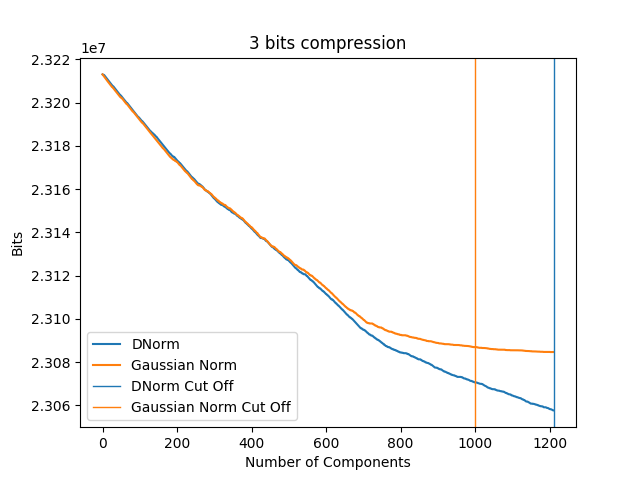 3 bits compression
1e7
2.322
2.320
2.318
2.316
2.314
2.312
2.310
2.308
2.306
Bits
DNorm
Gaussian Norm
DNorm Cut Off
Gaussian Norm Cut Off
0 200 400 600 800 1000 1200
Number of Components